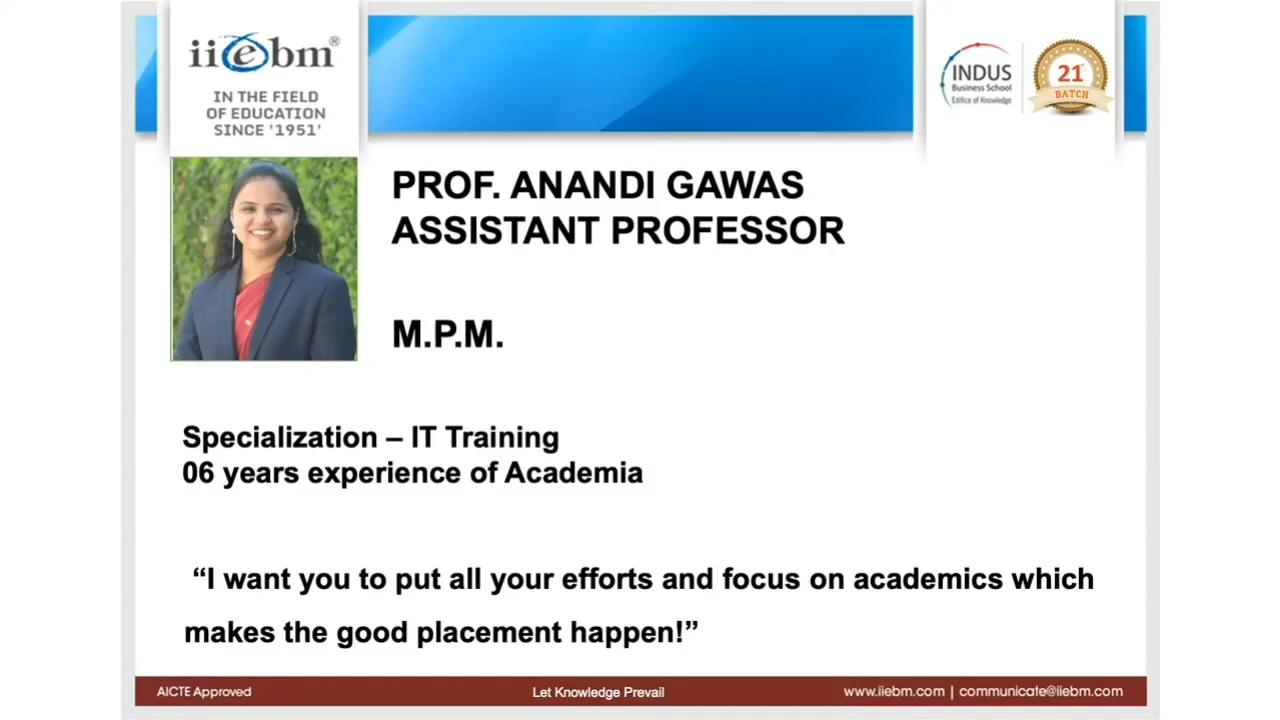 iiebm®
IN THE FIELD
OF EDUCATION
SINCE '1951'
INDUS
Business School
Edifice of Knowledge
21st
BATCH
PROF. ANANDI GAWAS
ASSISTANT PROFESSOR
M.P.M.
Specialization – IT Training
06 years experience of Academia
“I want you to put all your efforts and focus on academics which
makes the good placement happen!”
AICTE Approved
Let Knowledge Prevail
www.iiebm.com | communicate@iiebm.com